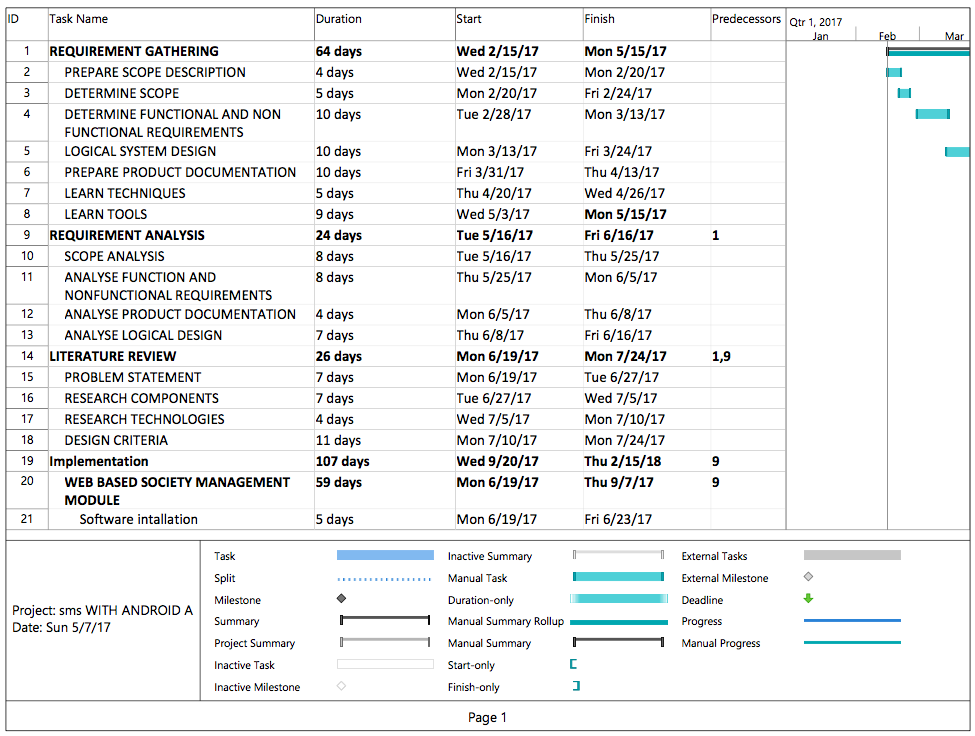 ID Task Name Duration Start Finish Predecessors Qtr 1, 2017
Jan Feb Mar
1 REQUIREMENT GATHERING 64 days Wed 2/15/17 Mon 5/15/17
2 PREPARE SCOPE DESCRIPTION 4 days Wed 2/15/17 Mon 2/20/17
3 DETERMINE SCOPE 5 days Mon 2/20/17 Fri 2/24/17
4 DETERMINE FUNCTIONAL AND NON 10 days Tue 2/28/17 Mon 3/13/17
FUNCTIONAL REQUIREMENTS
5 LOGICAL SYSTEM DESIGN 10 days Mon 3/13/17 Fri 3/24/17
6 PREPARE PRODUCT DOCUMENTATION 10 days Fri 3/31/17 Thu 4/13/17
7 LEARN TECHNIQUES 5 days Thu 4/20/17 Wed 4/26/17
8 LEARN TOOLS 9 days Wed 5/3/17 Mon 5/15/17
9 REQUIREMENT ANALYSIS 24 days Tue 5/16/17 Fri 6/16/17 1
10 SCOPE ANALYSIS 8 days Tue 5/16/17 Thu 5/25/17
11 ANALYSE FUNCTION AND 8 days Thu 5/25/17 Mon 6/5/17
NONFUNCTIONAL REQUIREMENTS
12 ANALYSE PRODUCT DOCUMENTATION 4 days Mon 6/5/17 Thu 6/8/17
13 ANALYSE LOGICAL DESIGN 7 days Thu 6/8/17 Fri 6/16/17
14 LITERATURE REVIEW 26 days Mon 6/19/17 Mon 7/24/17 1,9
15 PROBLEM STATEMENT 7 days Mon 6/19/17 Tue 6/27/17
16 RESEARCH COMPONENTS 7 days Tue 6/27/17 Wed 7/5/17
17 RESEARCH TECHNOLOGIES 4 days Wed 7/5/17 Mon 7/10/17
18 DESIGN CRITERIA 11 days Mon 7/10/17 Mon 7/24/17
19 Implementation 107 days Wed 9/20/17 Thu 2/15/18 9
20 WEB BASED SOCIETY MANAGEMENT 59 days Mon 6/19/17 Thu 9/7/17 9
MODULE
21 Software intallation 5 days Mon 6/19/17 Fri 6/23/17
Project: sms WITH ANDROID A
Date: Sun 5/7/17
Task Inactive Summary External Tasks
Split Manual Task External Milestone
Milestone Duration-only Deadline
Summary Manual Summary Rollup Progress
Project Summary Manual Summary Manual Progress
Inactive Task Start-only
Inactive Milestone Finish-only
Page 1